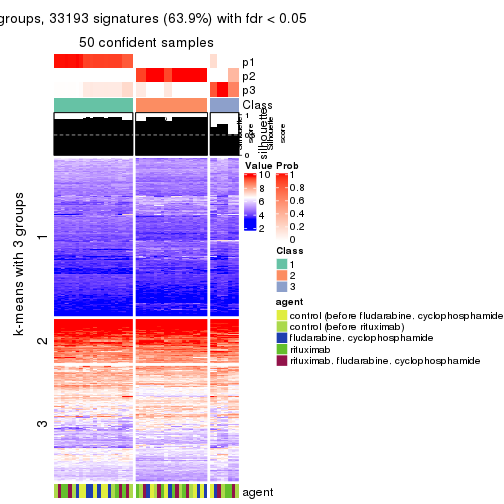 groups, 33193 signatures (63.9%) with fdr < 0.05
50 confident samples
p1
p2
p3
Class
1
0.5
0
silhouette
Silhouette
score
k-means with 3 groups
1
2
3
Value
10
8
6
4
2
Prob
1
0.8
0.6
0.4
0.2
0
Class
1
2
3
agent
control (before fludarabine. cyclophosphamide
control (before rituximab)
fludarabine. cyclophosphamide
rituximab
rituximab. fludarabine. cyclophosphamide
agent